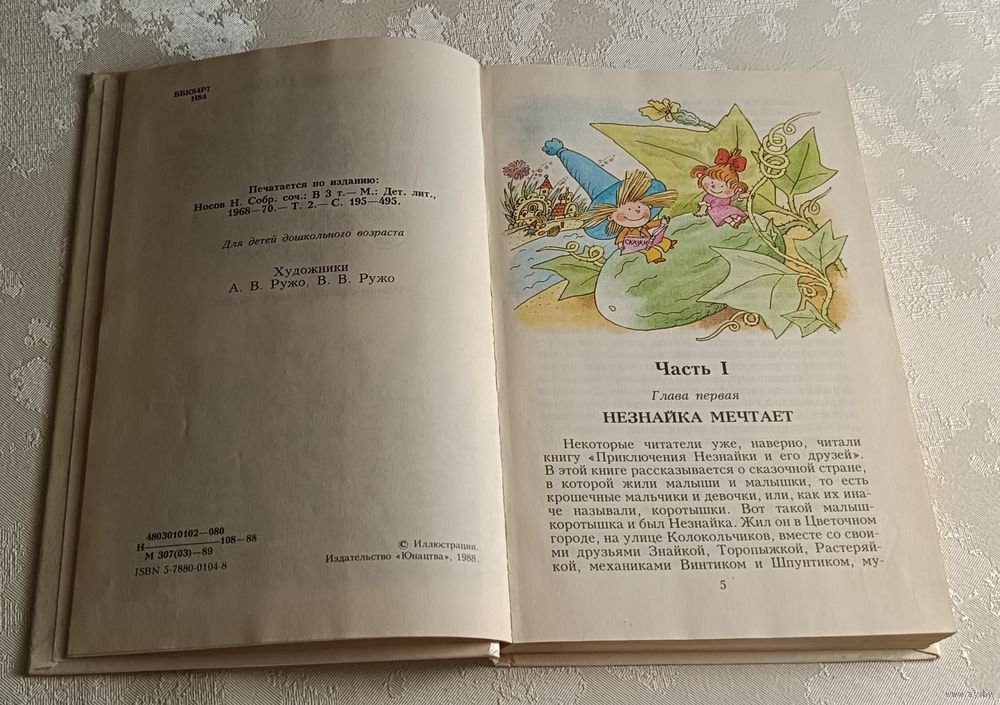 ББК84Р7
Н84
Печатается по изданию:
Носов Н. Собр. соч.: В 3 т.— М.: Дет. лит.,
1968—70.— Т. 2.— С. 195—495.
Для детей дошкольного возраста
Художники
А. В. Ружо, В. В. Ружо
4803010102—080
Н————108—88
М 307(03)—89
ISBN 5-7880-0104-8
© Иллюстрации.
Издательство «Юнацтва», 1988.
СКАЗКИ
Часть I
Глава первая
НЕЗНАЙКА МЕЧТАЕТ
Некоторые читатели уже, наверно, читали
книгу «Приключения Незнайки и его друзей».
В этой книге рассказывается о сказочной стране,
в которой жили малыши и малышки, то есть
крошечные мальчики и девочки, или, как их ина-
че называли, коротышки. Вот такой малыш-
коротышка и был Незнайка. Жил он в Цветочном
городе, на улице Колокольчиков, вместе со свои-
ми друзьями Знайкой, Торопыжкой, Растеряй-
кой, механиками Винтиком и Шпунтиком, му-
5
www.ay.by